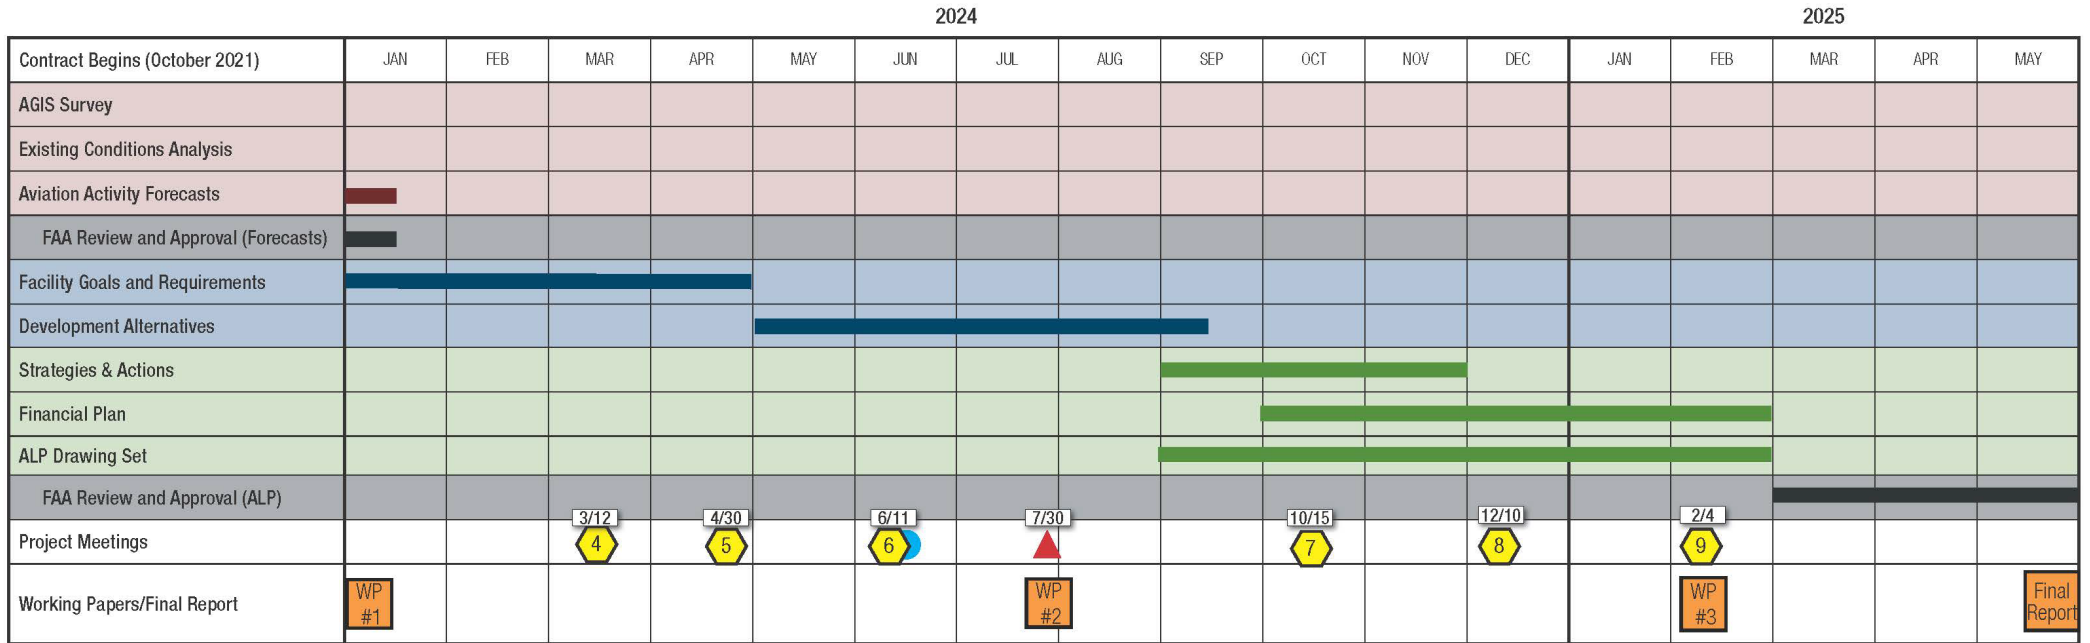 2024 2025
Contract Begins (October 2021) JAN FEB MAR APR MAY JUN JUL AUG SEP OCT NOV DEC JAN FEB MAR APR MAY
AGIS Survey
Existing Conditions Analysis
Aviation Activity Forecasts
FAA Review and Approval (Forecasts)
Facility Goals and Requirements
Development Alternatives
Strategies & Actions
Financial Plan
ALP Drawing Set
FAA Review and Approval (ALP)
3/12 4/30 6/11 7/30 10/15 12/10 2/4
Project Meetings 4 5 6 7 8 9
Working Papers/Final Report
WP #1
WP #2
WP #3
Final Report